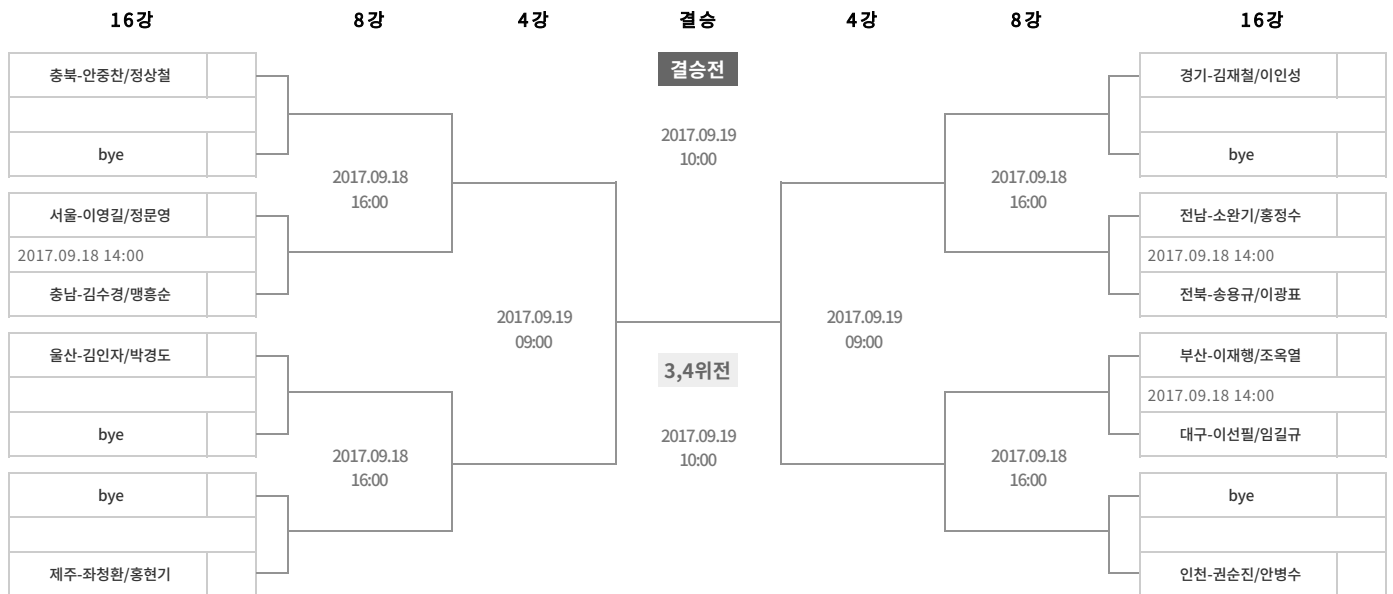 16강 8강 4강 결승 4강 8강 16강
충북-안중찬/정상철
bye
서울-이영길/정문영
2017.09.18 14:00
충남-김수경/맹흥순
울산-김인자/박경도
bye
bye
제주-좌청환/홍현기
2017.09.18
16:00
2017.09.18
16:00
2017.09.19
09:00
결승전
2017.09.19
10:00
3,4위전
2017.09.19
10:00
2017.09.19
09:00
2017.09.18
16:00
2017.09.18
16:00
경기-김재철/이인성
bye
전남-소완기/홍정수
2017.09.18 14:00
전북-송용규/이광표
부산-이재행/조옥열
2017.09.18 14:00
대구-이선필/임길규
bye
인천-권순진/안병수